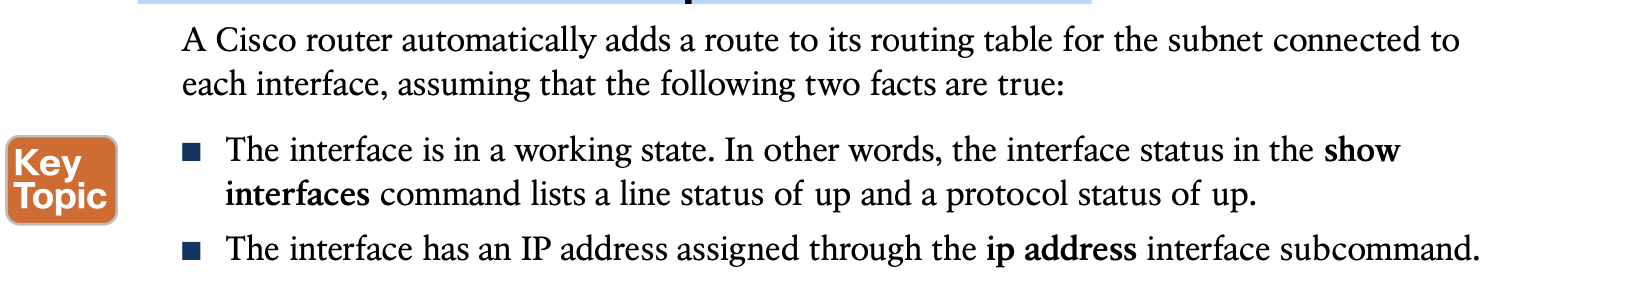 A Cisco router automatically adds a route to its routing table for the subnet connected to
each interface, assuming that the following two facts are true:
Key
Topic
■ The interface is in a working state. In other words, the interface status in the show
interfaces command lists a line status of up and a protocol status of up.
■ The interface has an IP address assigned through the ip address interface subcommand.